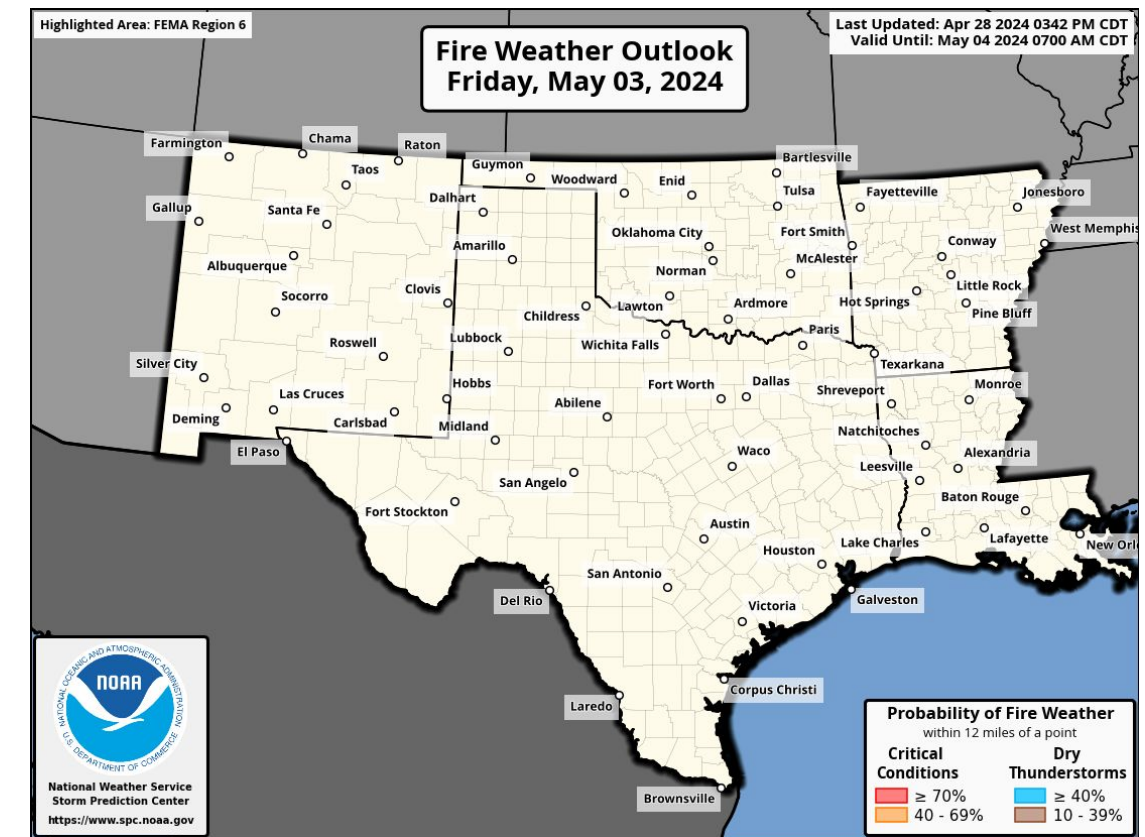 Highlighted Area: FEMA Region 6
Fire Weather Outlook
Friday, May 03, 2024
Last Updated: Apr 28 2024 0342 PM CDT
Valid Until: May 04 2024 0700 AM CDT
Farmington
Chama
Raton
Taos
Guymon
Woodward
Enid
Bartlesville
Tulsa
Fayetteville
Jonesboro
Gallup
Santa Fe
Dalhart
West Memphis
Albuquerque
Amarillo
Oklahoma City
Fort Smith
Conway
Norman
McAlester
Socorro
Clovis
Childress
Lawton
Ardmore
Hot Springs
Little Rock
Pine Bluff
Roswell
Lubbock
Wichita Falls
Paris
Texarkana
Silver City
Las Cruces
Hobbs
Abilene
Fort Worth
Dallas
Shreveport
Monroe
Deming
Carlsbad
Midland
Natchitoches
El Paso
San Angelo
Waco
Leesville
Alexandria
Fort Stockton
Austin
Baton Rouge
Houston
Lake Charles
Lafayette
New Orl
San Antonio
Del Rio
Victoria
Galveston
Laredo
Corpus Christi
Brownsville
NATIONAL OCEANIC AND ATMOSPHERIC ADMINISTRATION
NOAA
U.S. DEPARTMENT OF COMMERCE
National Weather Service
Storm Prediction Center
https://www.spc.noaa.gov
Probability of Fire Weather
within 12 miles of a point
Critical Conditions
≥ 70%
40 - 69%
Dry Thunderstorms
≥ 40%
10 - 39%